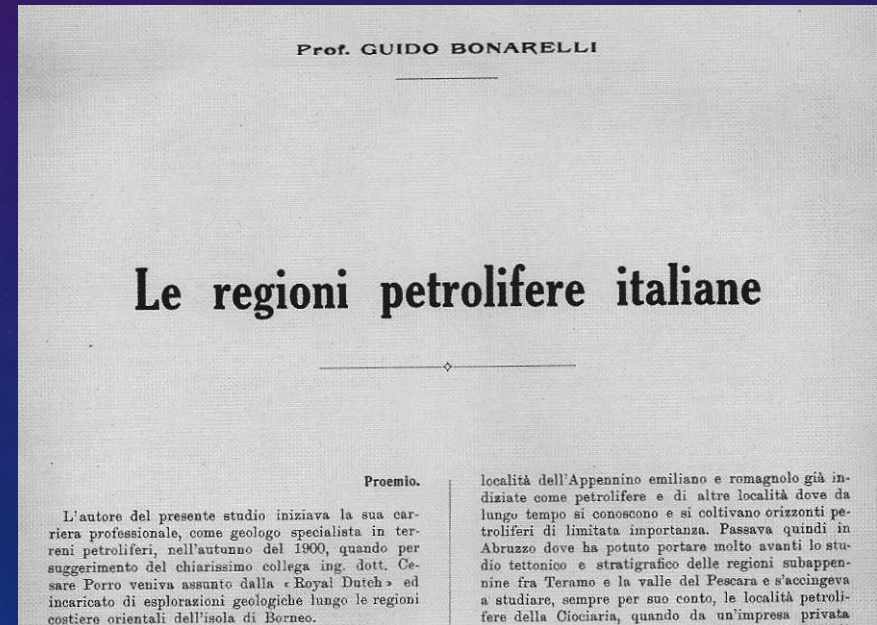 Prof. GUIDO BONARELLI
Le regioni petrolifere italiane
Proemio.
L'autore del presente studio iniziava la sua car-
riera professionale, come geologo specialista in ter-
reni petroliferi, nell'autunno del 1900, quando per
suggerimento del chiarissimo collega ing. dott. Ce-
sare Porro veniva assunto dalla « Royal Dutch » ed
incaricato di esplorazioni geologiche lungo le regioni
costiere orientali dell'isola di Borneo.
località dell'Appennino emiliano e romagnolo già in-
diziate come petrolifere e di altre località dove da
lungo tempo si conoscono e si coltivano orizzonti pe-
troliferi di limitata importanza. Passava quindi in
Abruzzo dove ha potuto portare molto avanti lo stu-
dio tettonico e stratigrafico delle regioni subappen-
nine fra Teramo e la valle del Pescara e s'accingeva
a studiare, sempre per suo conto, le località petroli-
fere della Ciociaria, quando da un'impresa privata